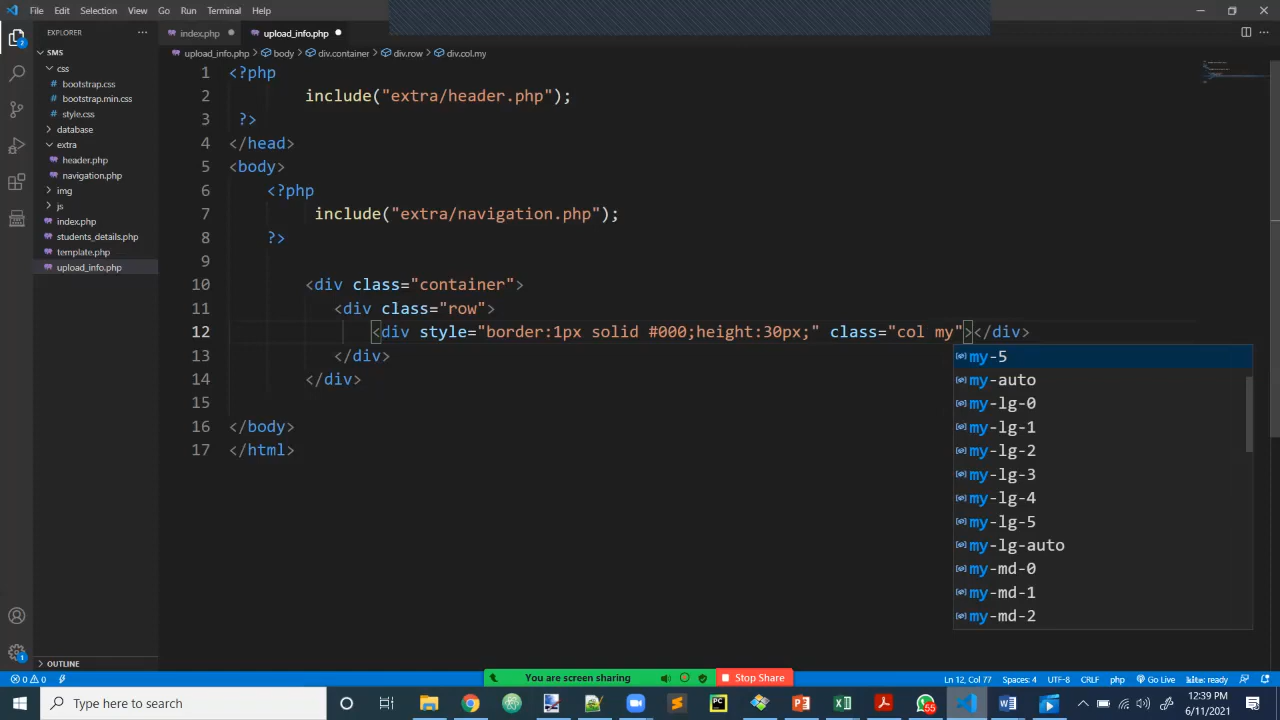 File Edit Selection View Go Run Terminal Help
EXPLORER
index.php
upload_info.php
SMS
upload_info.php body div.container div.row div.col.my
css
bootstrap.css
bootstrap.min.css
style.css
database
extra
header.php
navigation.php
img
js
index.php
students_details.php
template.php
upload_info.php
1 <?php
2 include("extra/header.php");
3 ?>
4 </head>
5 <body>
6 <?php
7 include("extra/navigation.php");
8 ?>
9
10 <div class="container">
11 <div class="row">
12 <div style="border:1px solid #000;height:30px;" class="col my"></div>
13 </div>
14 </div>
15
16 </body>
17 </html>
my-5
my-auto
my-lg-0
my-lg-1
my-lg-2
my-lg-3
my-lg-4
my-lg-5
my-lg-auto
my-md-0
my-md-1
my-md-2
OUTLINE
2
1
0 0
You are screen sharing Stop Share
Ln 12, Col 77 Spaces: 4 UTF-8 CRLF php Go Live kite: ready
Type here to search
PC
55
12:39 PM
6/11/2021